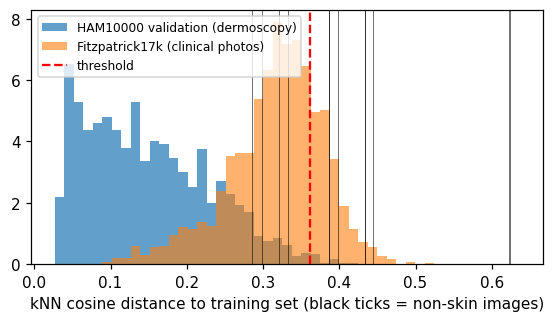 8
6
4
2
0
HAM10000 validation (dermoscopy)
Fitzpatrick17k (clinical photos)
threshold
0.0 0.1 0.2 0.3 0.4 0.5 0.6
kNN cosine distance to training set (black ticks = non-skin images)